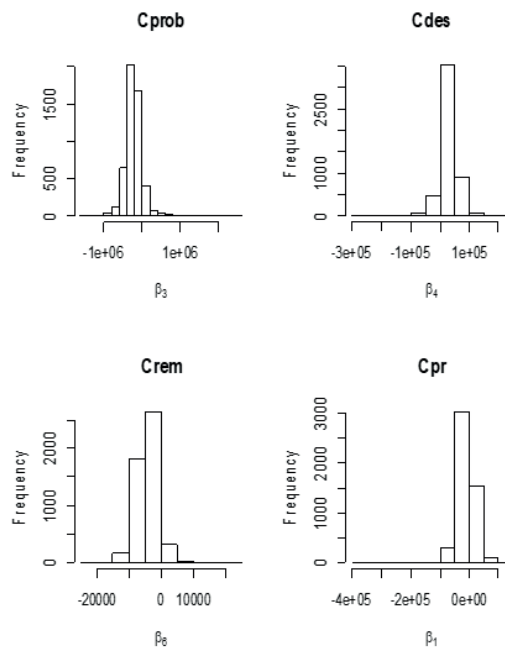 Cprob
Frequency
0 500 1500
-1e+06 1e+06
β3
Cdes
Frequency
0 1000 2500
-3e+05 -1e+05 1e+05
β4
Crem
Frequency
0 1000 2000
-20000 0 10000
β6
Cpr
Frequency
0 1000 2000 3000
-4e+05 -2e+05 0e+00
β1